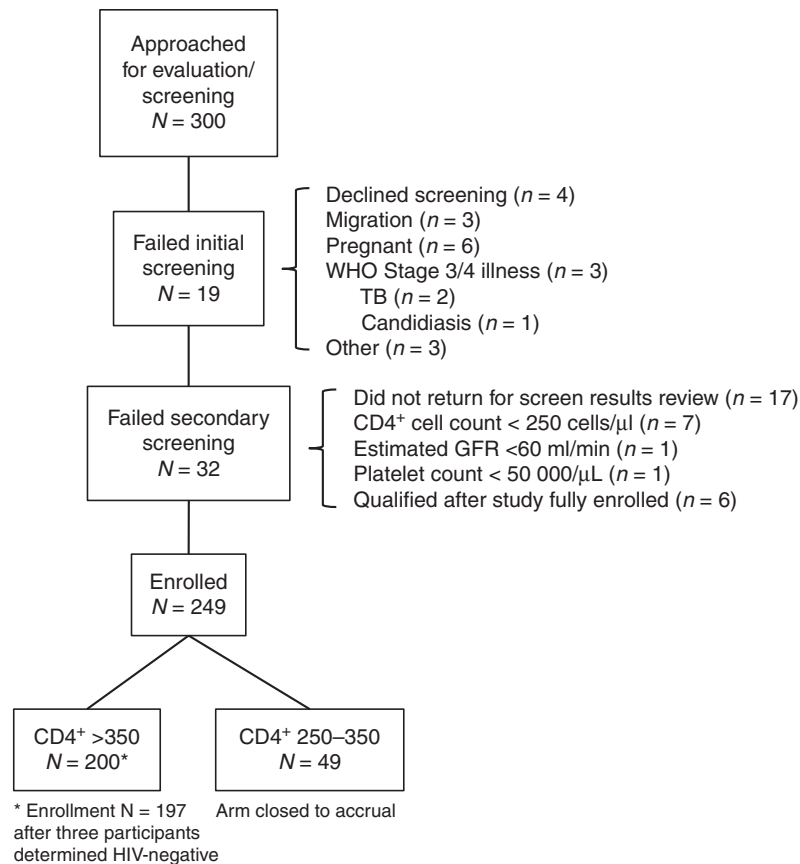 Approached
for evaluation/
screening
N = 300
Failed initial
screening
N = 19
Declined screening (n = 4)
Migration (n = 3)
Pregnant (n = 6)
WHO Stage 3/4 illness (n = 3)
TB (n = 2)
Candidiasis (n = 1)
Other (n = 3)
Failed secondary
screening
N = 32
Did not return for screen results review (n = 17)
CD4⁺ cell count < 250 cells/μl (n = 7)
Estimated GFR <60 ml/min (n = 1)
Platelet count < 50 000/μL (n = 1)
Qualified after study fully enrolled (n = 6)
Enrolled
N = 249
CD4⁺ >350
N = 200*
CD4⁺ 250–350
N = 49
* Enrollment N = 197
after three participants
determined HIV-negative
Arm closed to accrual